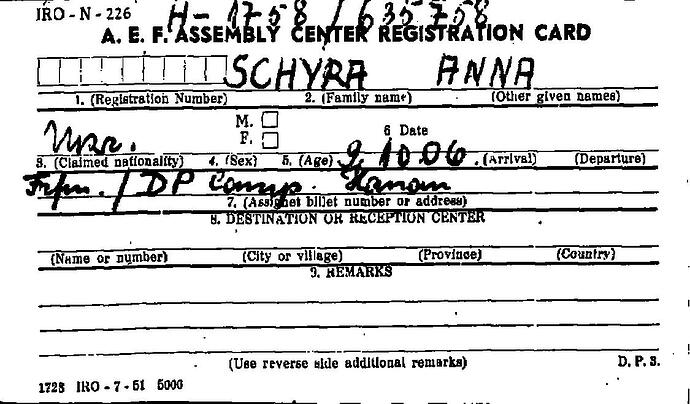 IRO - N - 226 H - 1758 / 635758
A. E. F. ASSEMBLY CENTER REGISTRATION CARD
SCHYRA ANNA
1. (Registration Number) 2. (Family name) (Other given names)
M.
F. 6 Date
Ukr. 9.10.06.
3. (Claimed nationality) 4. (Sex) 5. (Age) (Arrival) (Departure)
/ DP Camp. Hanau
7. (Assignet billet number or address)
8. DESTINATION OR RECEPTION CENTER
(Name or number) (City or village) (Province) (Country)
9. REMARKS
(Use reverse side additional remarks) D. P. 3.
1728 IRO - 7 - 51 5000